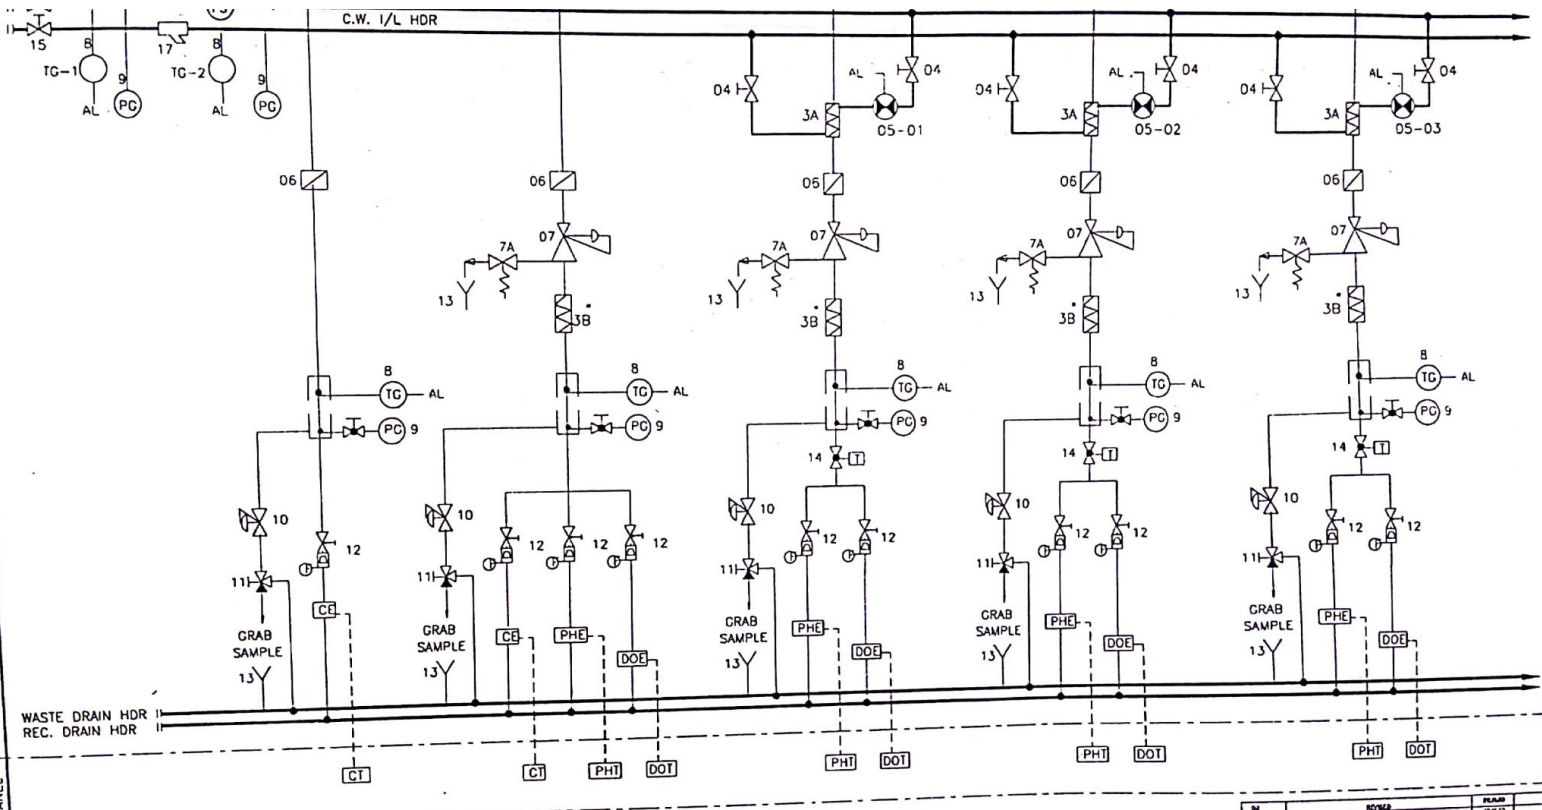 C.W. I/L HDR
15
8
17
8
TG-1
9
TG-2
9
AL
PG
AL
PG
04
AL
04
04
AL
04
04
AL
04
3A
05-01
3A
05-02
3A
05-03
06
06
05
06
06
07
07
07
07
07
7A
7A
7A
7A
7A
13
13
13
13
13
3B
3B
3B
3B
3B
8
8
8
8
8
TG AL
TG AL
TG AL
TG AL
TG AL
PG 9
PG 9
PG 9
PG 9
PG 9
14 T
14 T
14 T
10
10
10
10
10
12
12 12 12
12 12
12 12
12 12
11
11
11
11
11
CE
CE PHE DOE
PHE DOE
PHE DOE
PHE DOE
GRAB
SAMPLE
GRAB
SAMPLE
GRAB
SAMPLE
GRAB
SAMPLE
GRAB
SAMPLE
13
13
13
13
13
WASTE DRAIN HDR
REC. DRAIN HDR
CT
CT PHT DOT
PHT DOT
PHT DOT
PHT DOT